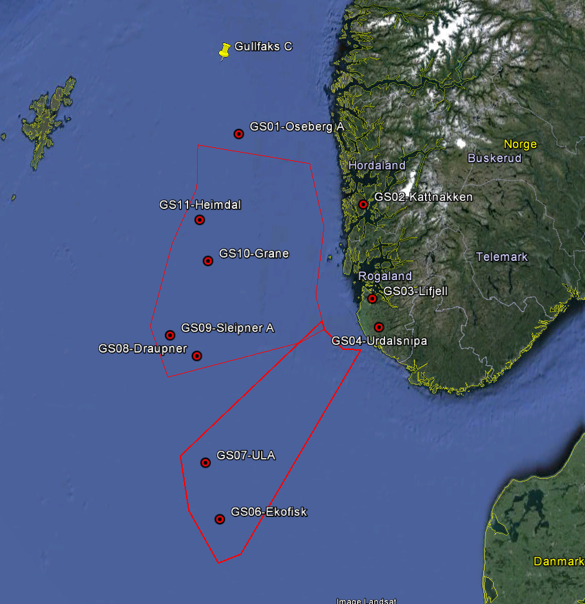 Gullfaks C
GS01-Oseberg A
Norge
Hordaland
Buskerud
GS02-Kattnakken
GS11-Heimdal
GS10-Grane
Telemark
Rogaland
GS03-Lifjell
GS09-Sleipner A
GS04-Urdalsnipa
GS08-Draupner
GS07-ULA
GS06-Ekofisk
Danmark
Image Landsat